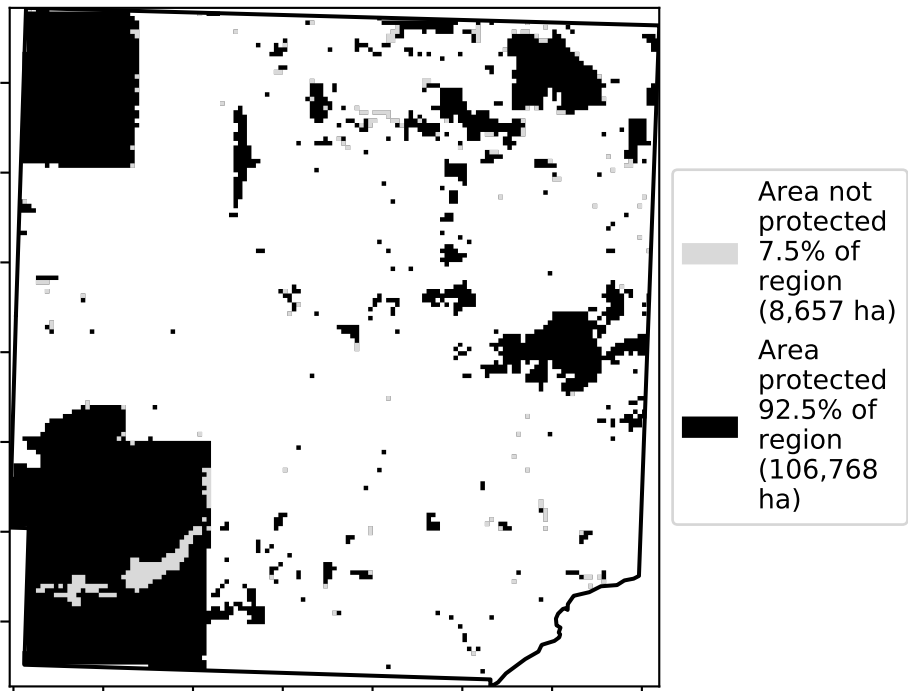 Area not
protected
7.5% of
region
(8,657 ha)
Area
protected
92.5% of
region
(106,768
ha)